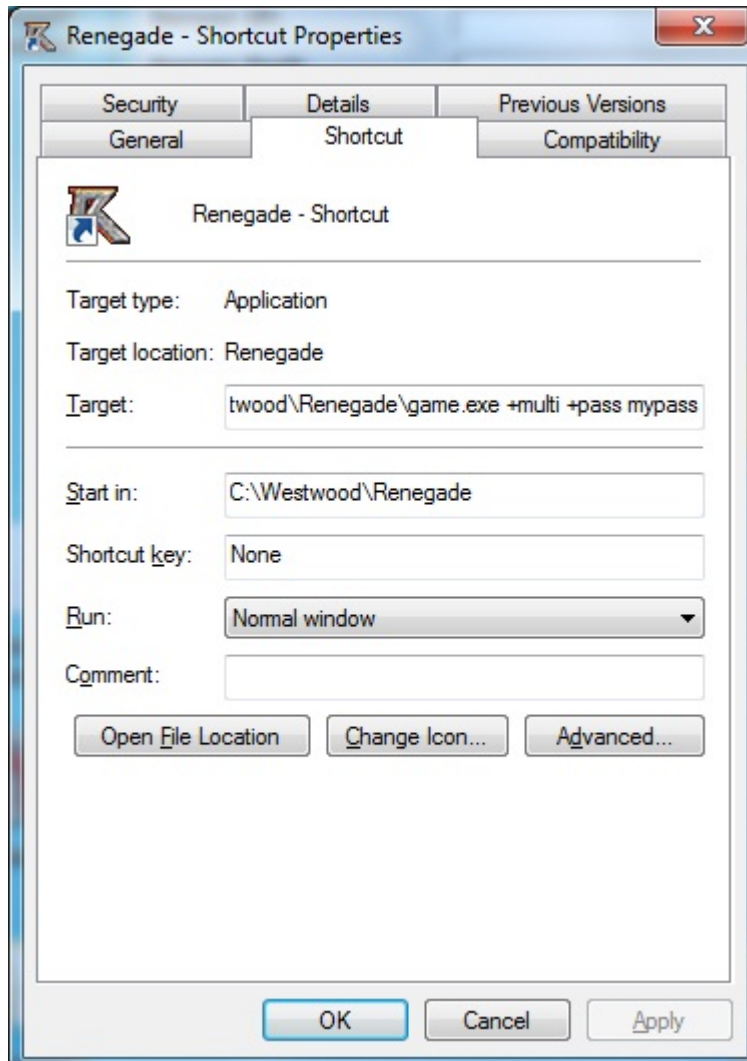 Renegade - Shortcut Properties
Security Details Previous Versions
General Shortcut Compatibility
Renegade - Shortcut
Target type: Application
Target location: Renegade
Target: twood\Renegade\game.exe +multi +pass mypass
Start in: C:\Westwood\Renegade
Shortcut key: None
Run: Normal window
Comment:
Open File Location Change Icon... Advanced...
OK Cancel Apply